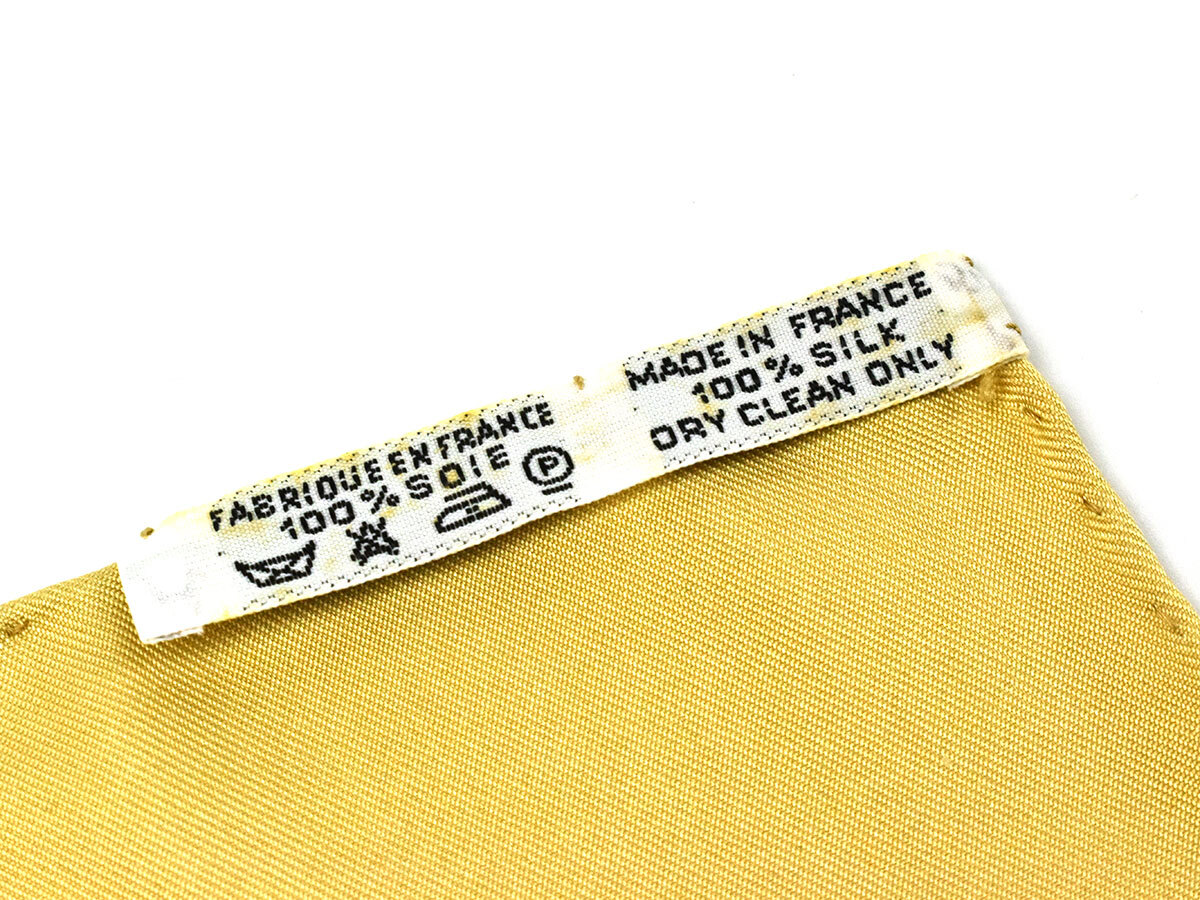 FABRIQUE EN FRANCE
100% SOIE
P
MADE IN FRANCE
100% SILK
DRY CLEAN ONLY